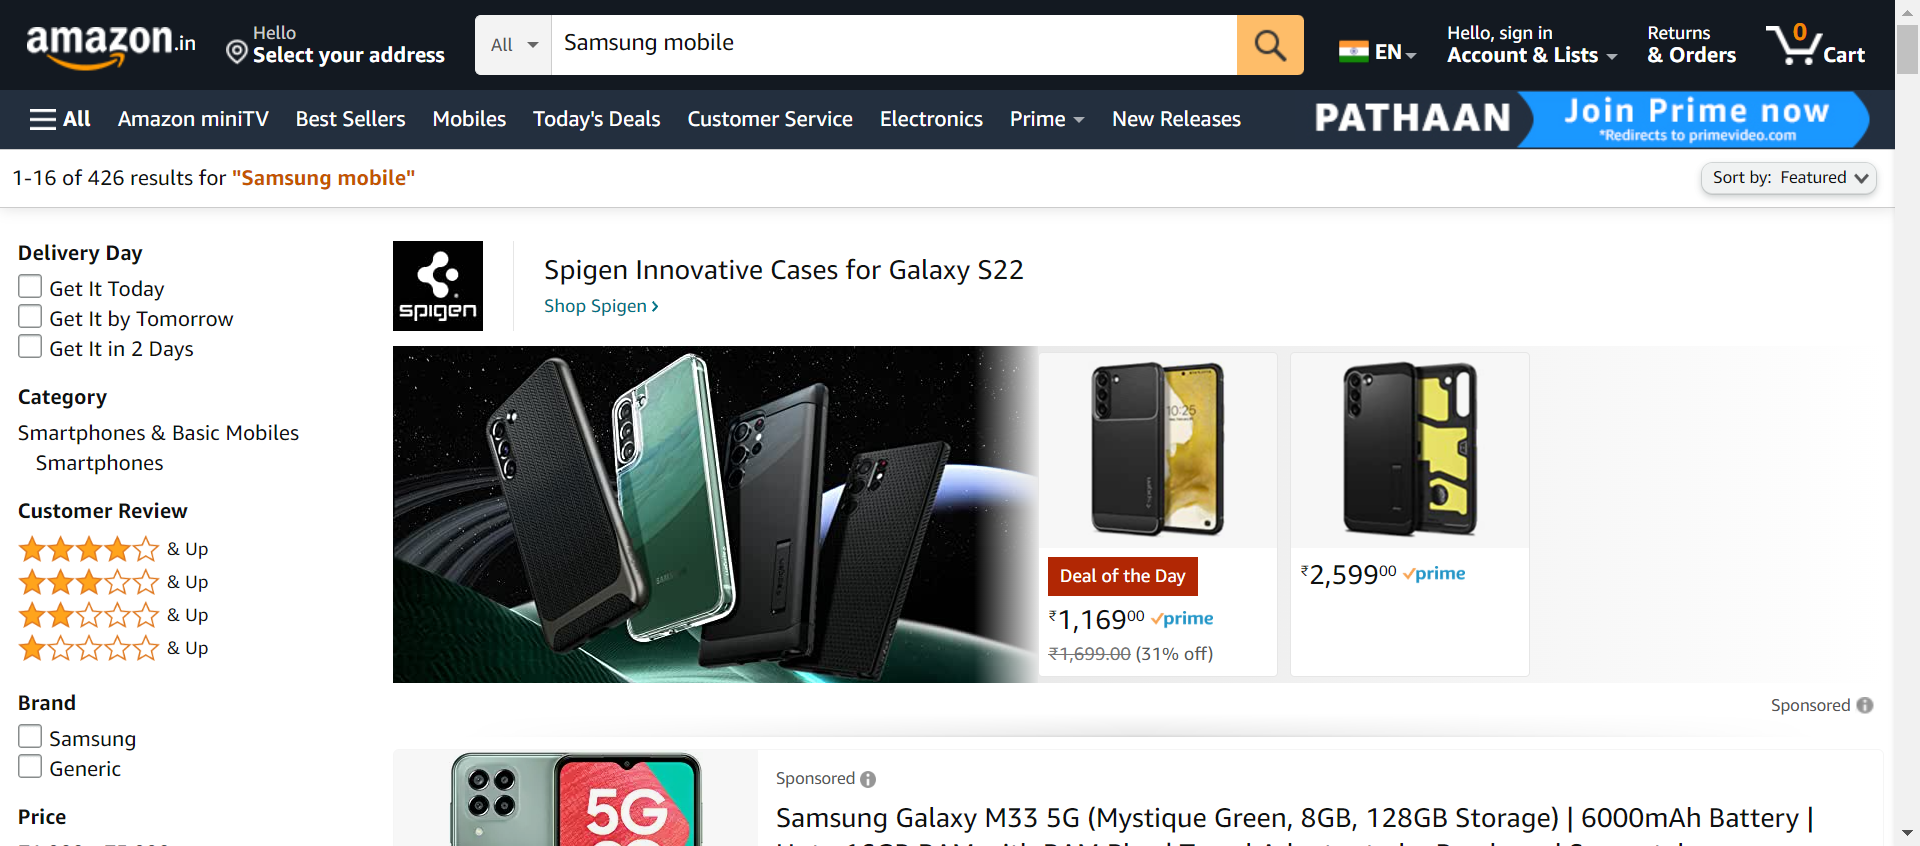 amazon.in
Hello
Select your address
All
Samsung mobile
EN
Hello, sign in
Account & Lists
Returns
& Orders
0
Cart
All
Amazon miniTV
Best Sellers
Mobiles
Today's Deals
Customer Service
Electronics
Prime
New Releases
PATHAAN
Join Prime now
*Redirects to primevideo.com
1-16 of 426 results for "Samsung mobile"
Sort by: Featured
Delivery Day
Get It Today
Get It by Tomorrow
Get It in 2 Days
Category
Smartphones & Basic Mobiles
Smartphones
Customer Review
& Up
& Up
& Up
& Up
Brand
Samsung
Generic
Price
spigen
Spigen Innovative Cases for Galaxy S22
Shop Spigen ›
SAMSUNG
spigen
10:25
spigen
Deal of the Day
₹1,16900 prime
₹1,699.00 (31% off)
₹2,59900 prime
Sponsored
5G
Sponsored
Samsung Galaxy M33 5G (Mystique Green, 8GB, 128GB Storage) | 6000mAh Battery |